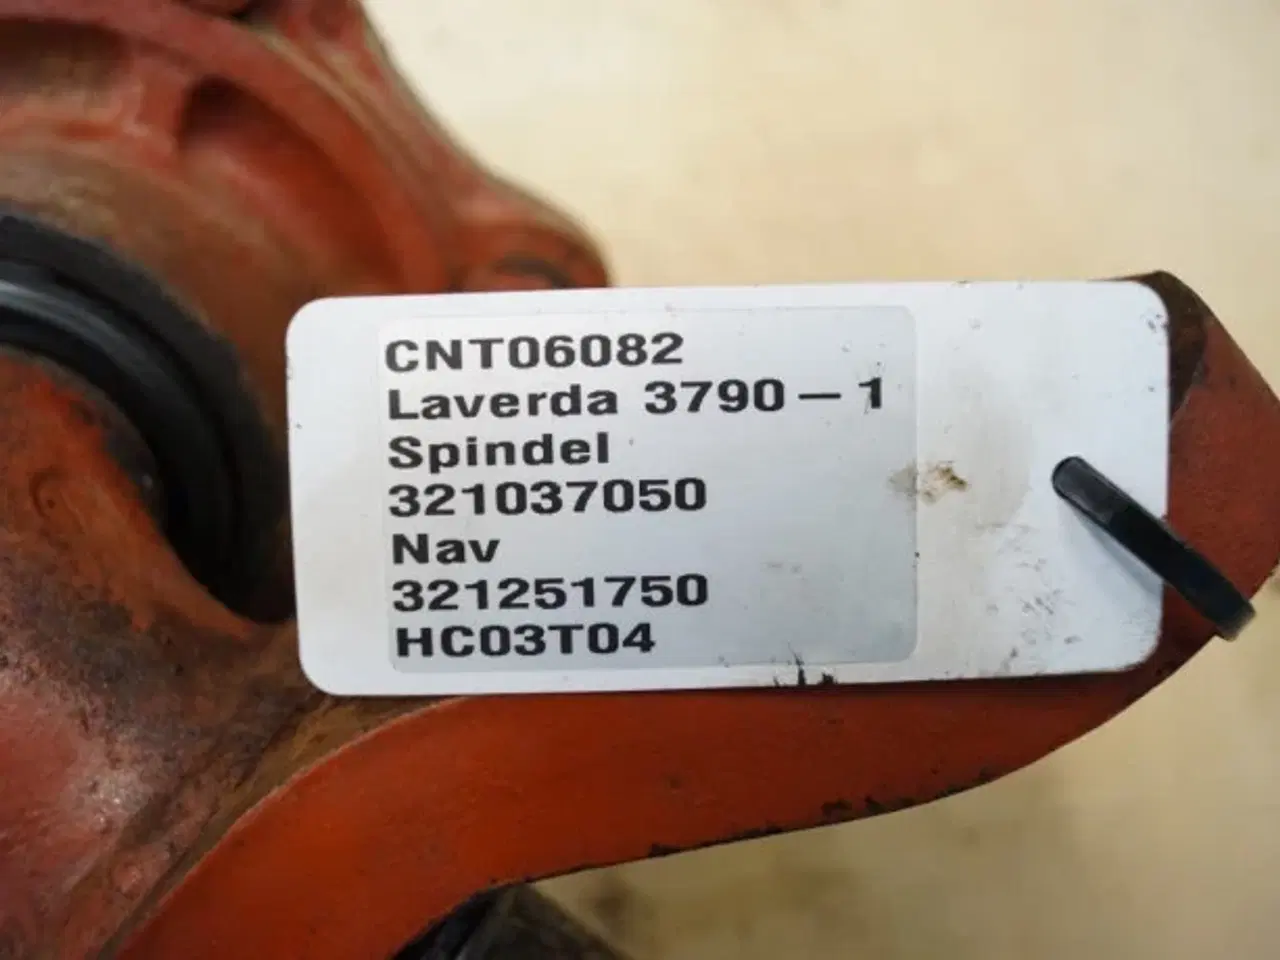 CNT06082
Laverda 3790-1
Spindel
321037050
Nav
321251750
HC03T04